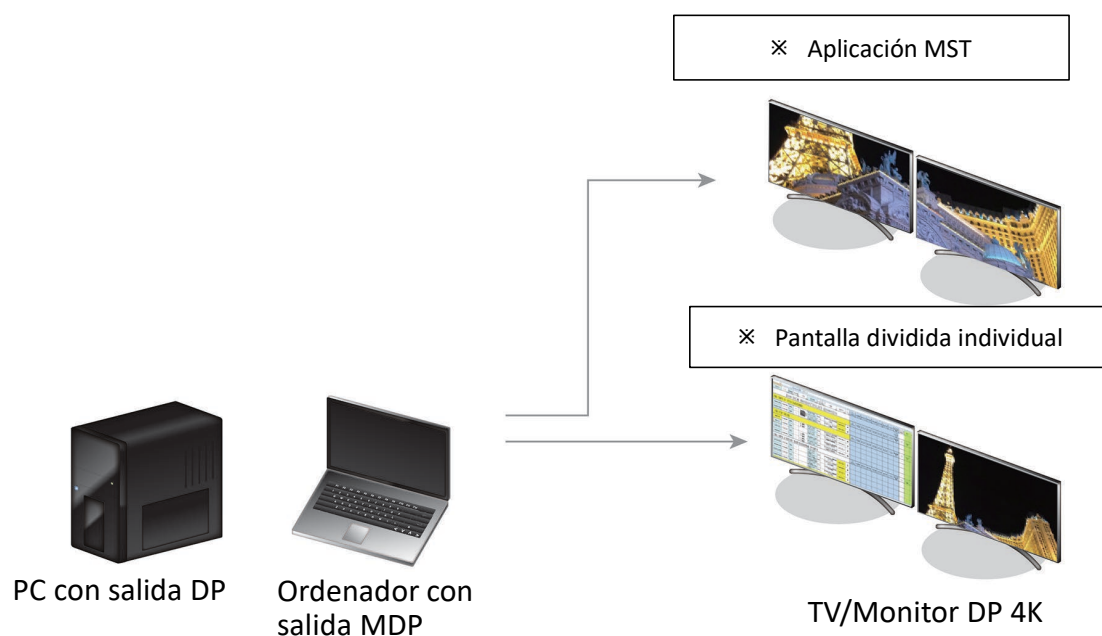 ※ Aplicación MST
※ Pantalla dividida individual
PC con salida DP
Ordenador con
salida MDP
TV/Monitor DP 4K